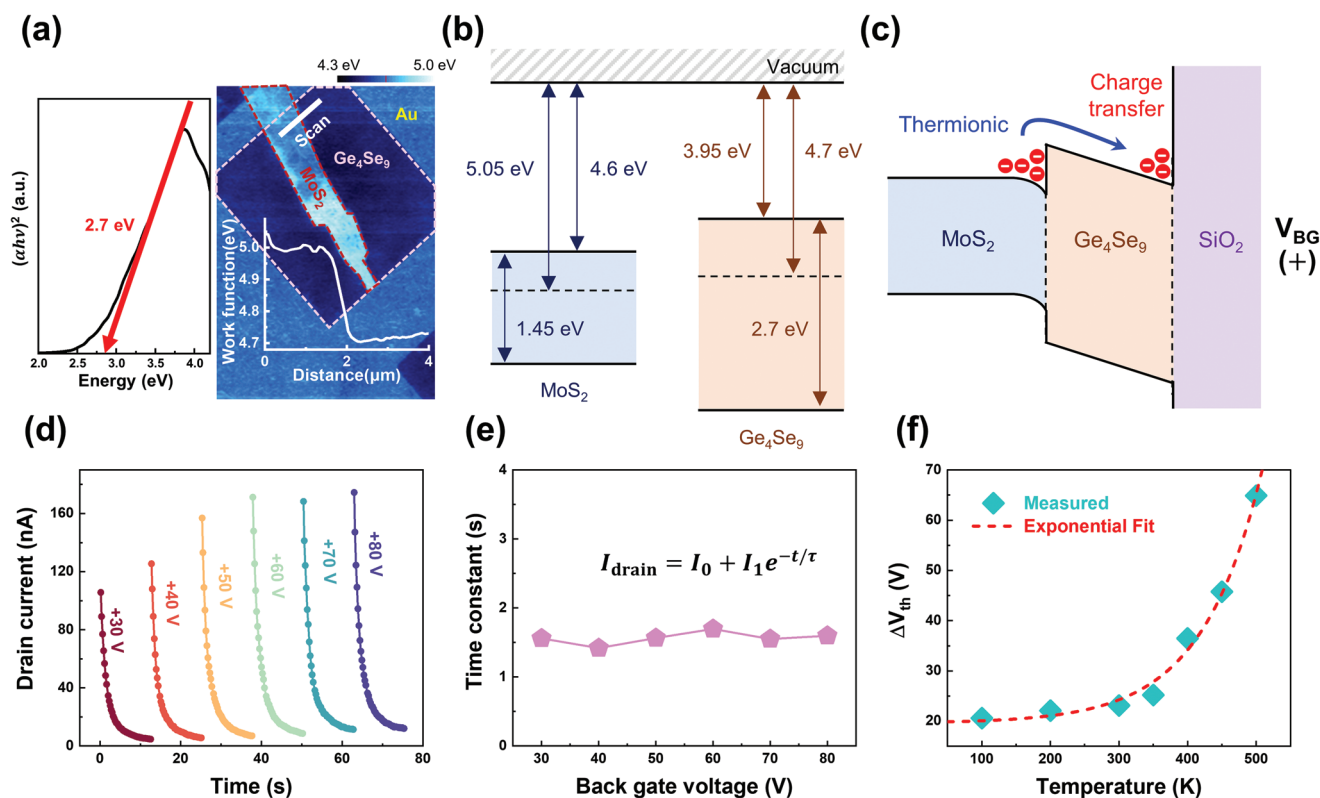 (a)
4.3 eV 5.0 eV
Au
Scan
Ge₄Se₉
MoS₂
2.7 eV
(αhν)² (a.u.)
2.0 3.0 4.0
Energy (eV)
Work function(eV)
5.0
4.9
4.8
4.7
0 2 4
Distance(μm)
(b)
Vacuum
5.05 eV
4.6 eV
3.95 eV
4.7 eV
1.45 eV
2.7 eV
MoS₂
Ge₄Se₉
(c)
Charge
transfer
Thermionic
MoS₂
Ge₄Se₉
SiO₂
V_BG
(+)
(d)
Drain current (nA)
160
120
80
40
0
+30 V
+40 V
+50 V
+60 V
+70 V
+80 V
0 20 40 60 80
Time (s)
(e)
Time constant (s)
4
3
2
1
0
I_drain = I₀ + I₁e^{−t/τ}
30 40 50 60 70 80
Back gate voltage (V)
(f)
ΔV_th (V)
70
60
50
40
30
20
Measured
Exponential Fit
100 200 300 400 500
Temperature (K)